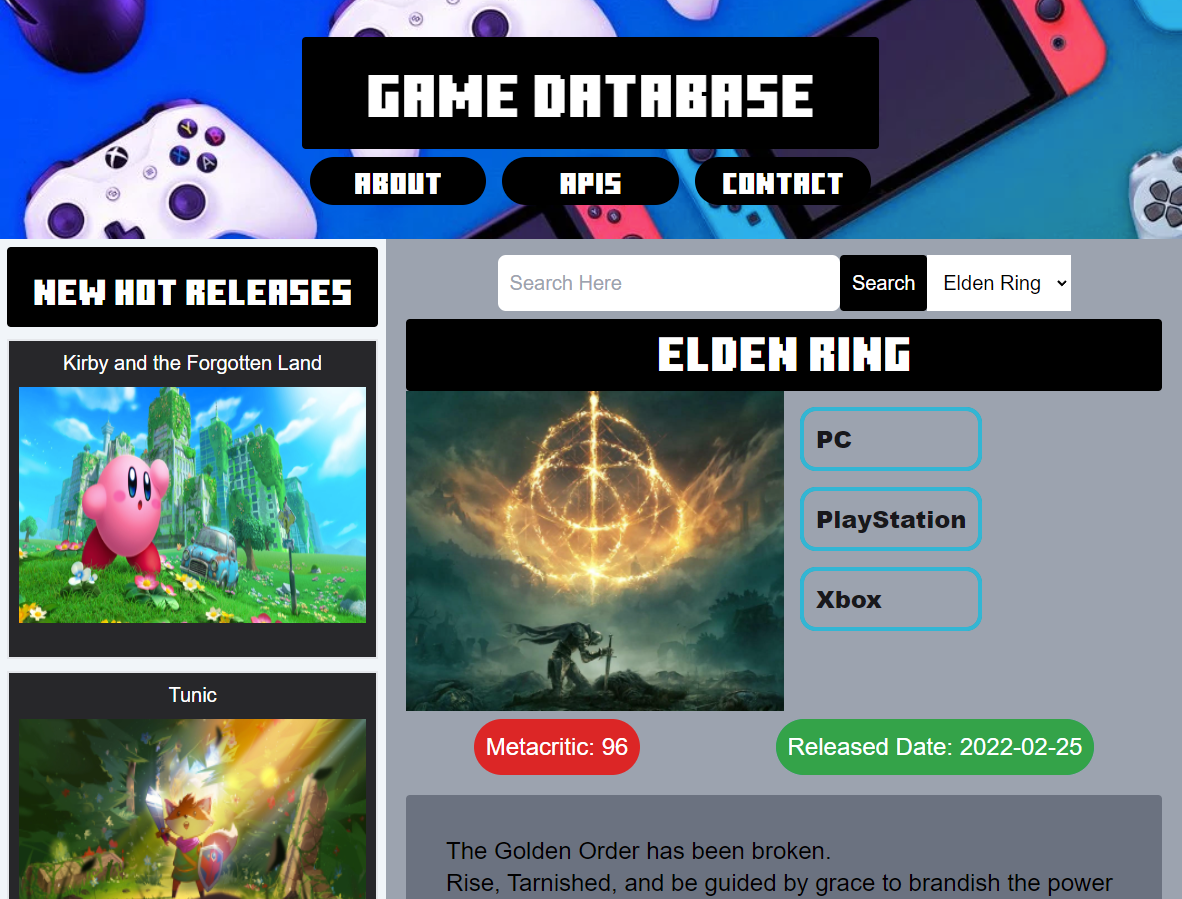 GAME DATABASE
ABOUT
APIS
CONTACT
NEW HOT RELEASES
Kirby and the Forgotten Land
Tunic
Search Here
Search
Elden Ring
ELDEN RING
PC
PlayStation
Xbox
Metacritic: 96
Released Date: 2022-02-25
The Golden Order has been broken.
Rise, Tarnished, and be guided by grace to brandish the power